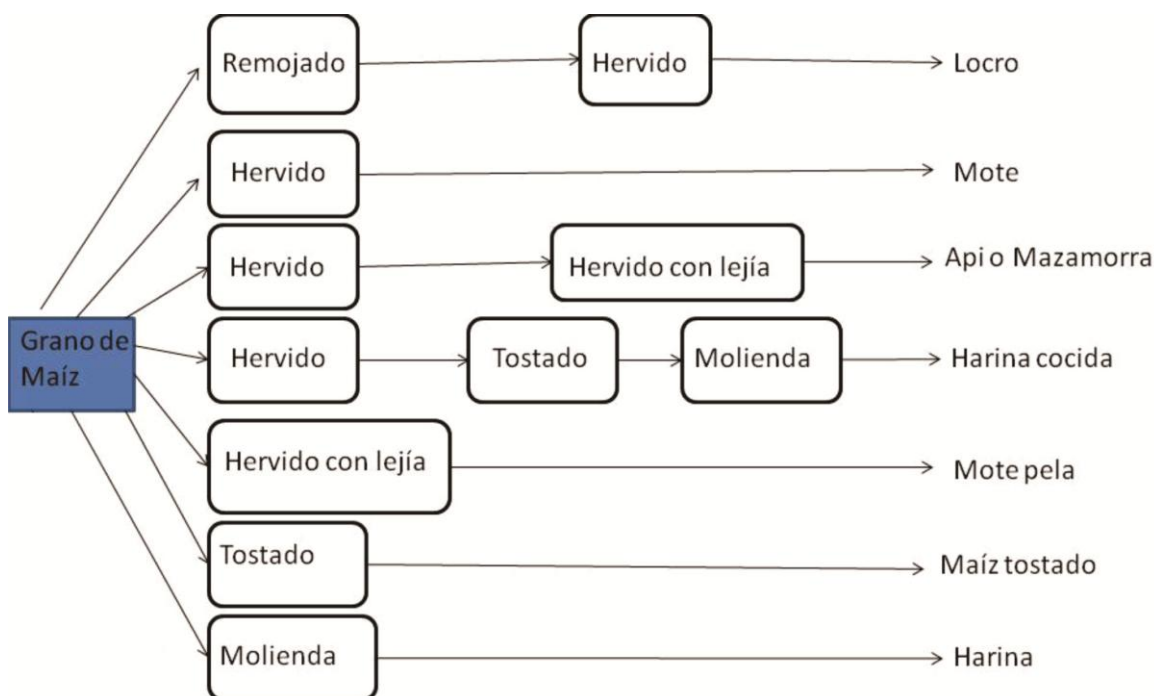 Remojado
Hervido
Locro
Hervido
Mote
Hervido
Hervido con lejía
Api o Mazamorra
Grano de
Maíz
Hervido
Tostado
Molienda
Harina cocida
Hervido con lejía
Mote pela
Tostado
Maíz tostado
Molienda
Harina